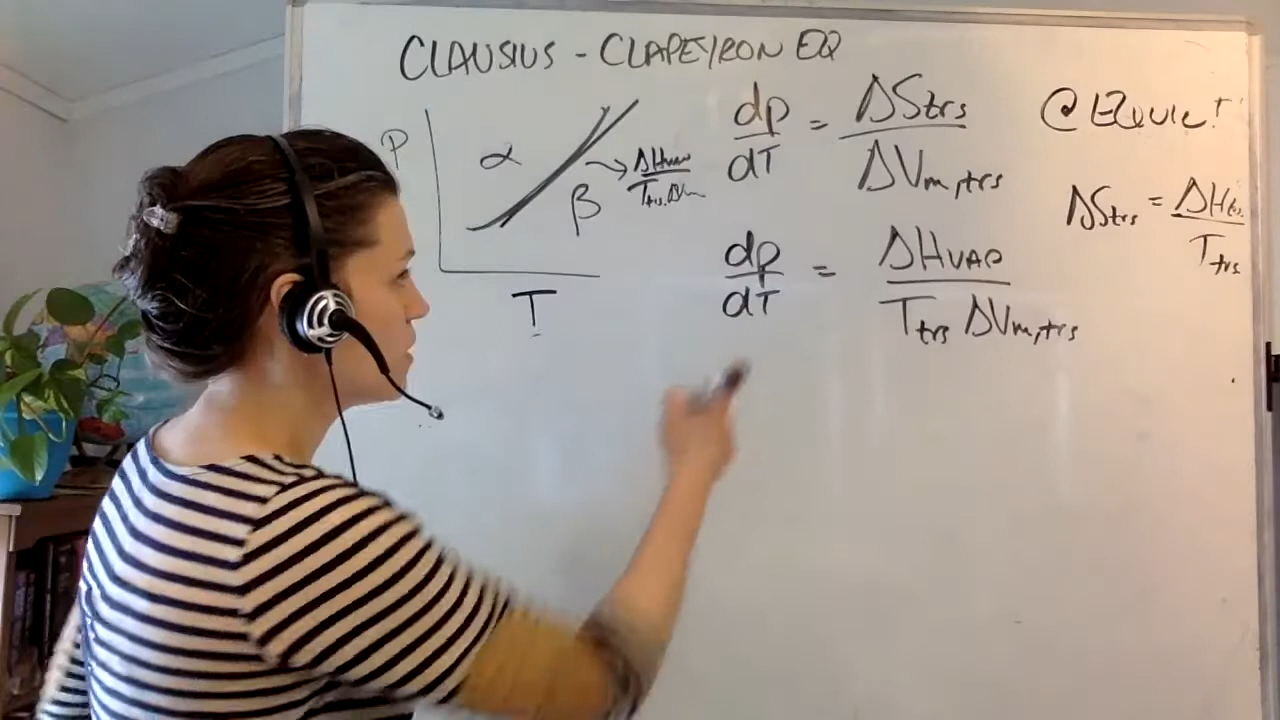 CLAUSIUS - CLAPEYRON EQ
P
α
β
T
ΔHvap
Ttrs ΔVm
dp/dT = ΔStrs/ΔVm,trs
@ EQUIL
ΔStrs = ΔHtrs/Ttrs
dp/dT = ΔHVAP/Ttrs ΔVm,trs